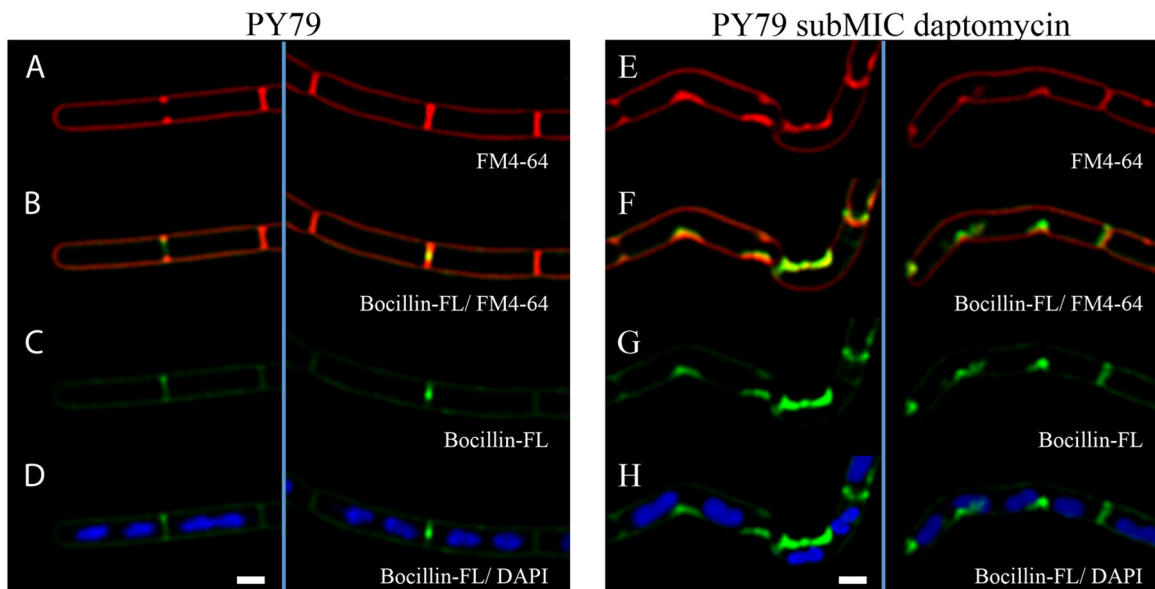 PY79
PY79 subMIC daptomycin
A
FM4-64
E
FM4-64
B
Bocillin-FL/ FM4-64
F
Bocillin-FL/ FM4-64
C
Bocillin-FL
G
Bocillin-FL
D
Bocillin-FL/ DAPI
H
Bocillin-FL/ DAPI